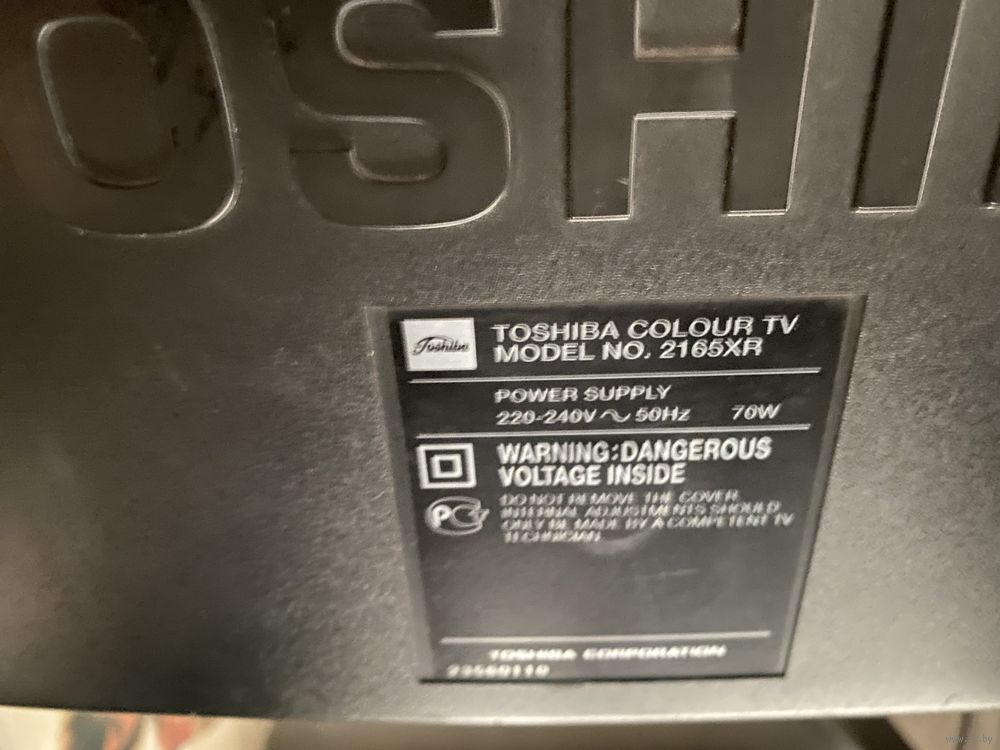 OSHI
Toshiba
TOSHIBA COLOUR TV
MODEL NO. 2165XR
POWER SUPPLY
220-240V ~ 50Hz 70W
WARNING:DANGEROUS
VOLTAGE INSIDE
DO NOT REMOVE THE COVER.
INTERNAL ADJUSTMENTS SHOULD
ONLY BE MADE BY A COMPETENT TV
TECHNICIAN.
TOSHIBA CORPORATION
23560110